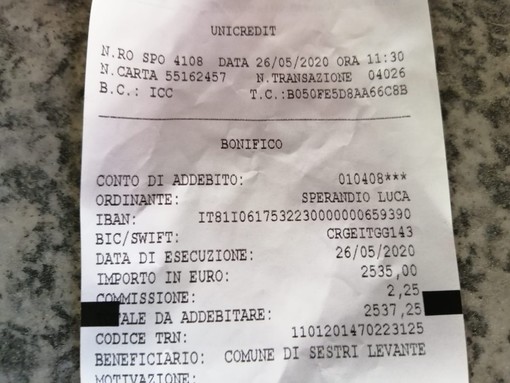 UNICREDIT
N.RO SPO 4108 DATA 26/05/2020 ORA 11:30
N.CARTA 55162457 N.TRANSAZIONE 04026
B.C.: ICC T.C.:B050FE5D8AA66C8B
BONIFICO
CONTO DI ADDEBITO: 010408***
ORDINANTE: SPERANDIO LUCA
IBAN: IT81I0617532230000000659390
BIC/SWIFT: CRGEITGG143
DATA DI ESECUZIONE: 26/05/2020
IMPORTO IN EURO: 2535,00
COMMISSIONE: 2,25
TALE DA ADDEBITARE: 2537,25
CODICE TRN: 1101201470223125
BENEFICIARIO: COMUNE DI SESTRI LEVANTE
MOTIVAZIONE: